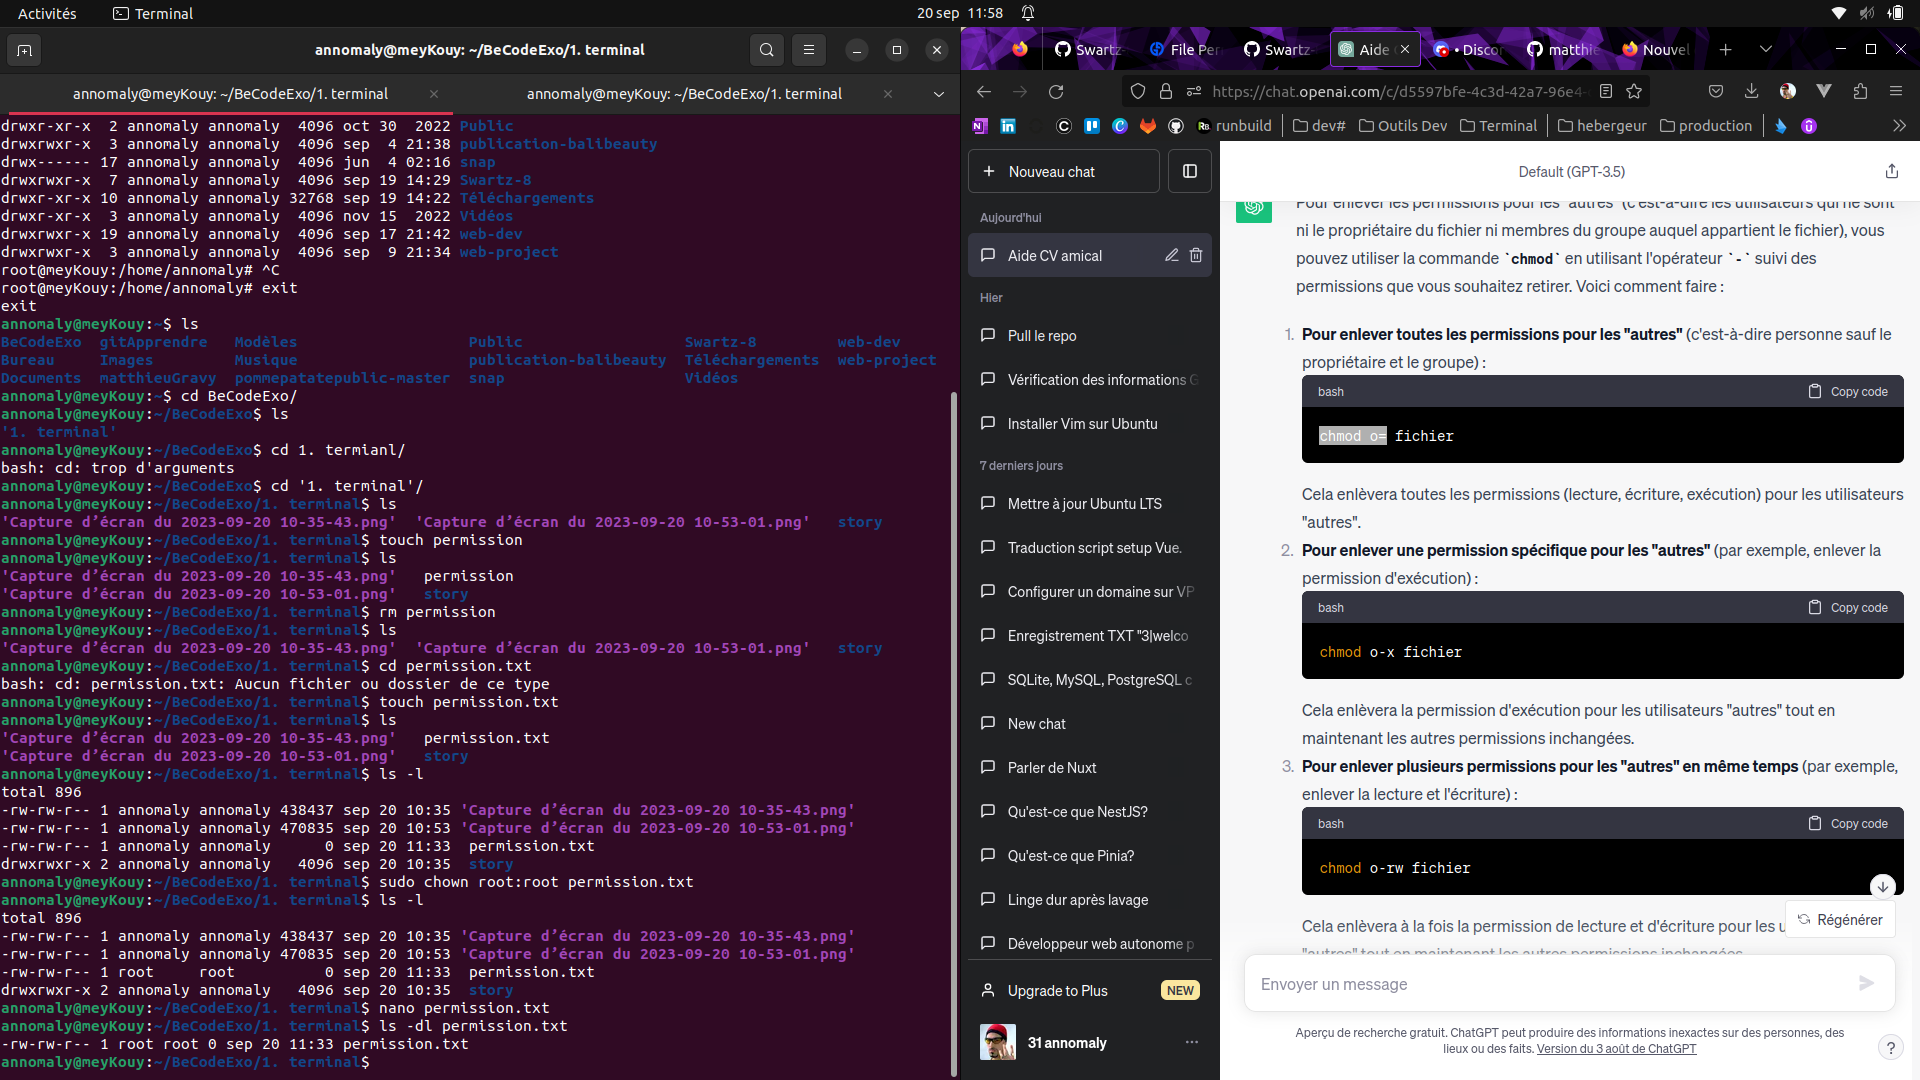 Activités
Terminal
20 sep 11:58
annomaly@meyKouy: ~/BeCodeExo/1. terminal
annomaly@meyKouy: ~/BeCodeExo/1. terminal
annomaly@meyKouy: ~/BeCodeExo/1. terminal
drwxr-xr-x  2 annomaly annomaly  4096 oct 30  2022 Public
drwxrwxr-x  3 annomaly annomaly  4096 sep  4 21:38 publication-balibeauty
drwx------ 17 annomaly annomaly  4096 jun  4 02:16 snap
drwxrwxr-x  7 annomaly annomaly  4096 sep 19 14:29 Swartz-8
drwxr-xr-x 10 annomaly annomaly 32768 sep 19 14:22 Téléchargements
drwxr-xr-x  3 annomaly annomaly  4096 nov 15  2022 Vidéos
drwxrwxr-x 19 annomaly annomaly  4096 sep 17 21:42 web-dev
drwxrwxr-x  3 annomaly annomaly  4096 sep  9 21:34 web-project
root@meyKouy:/home/annomaly# ^C
root@meyKouy:/home/annomaly# exit
exit
annomaly@meyKouy:~$ ls
BeCodeExo  gitApprendre   Modèles                   Public                  Swartz-8         web-dev
Bureau     Images         Musique                   publication-balibeauty  Téléchargements  web-project
Documents  matthieuGravy  pommepatatepublic-master  snap                    Vidéos
annomaly@meyKouy:~$ cd BeCodeExo/
annomaly@meyKouy:~/BeCodeExo$ ls
'1. terminal'
annomaly@meyKouy:~/BeCodeExo$ cd 1. termianl/
bash: cd: trop d'arguments
annomaly@meyKouy:~/BeCodeExo$ cd '1. terminal'/
annomaly@meyKouy:~/BeCodeExo/1. terminal$ ls
'Capture d’écran du 2023-09-20 10-35-43.png'  'Capture d’écran du 2023-09-20 10-53-01.png'   story
annomaly@meyKouy:~/BeCodeExo/1. terminal$ touch permission
annomaly@meyKouy:~/BeCodeExo/1. terminal$ ls
'Capture d’écran du 2023-09-20 10-35-43.png'   permission
'Capture d’écran du 2023-09-20 10-53-01.png'   story
annomaly@meyKouy:~/BeCodeExo/1. terminal$ rm permission
annomaly@meyKouy:~/BeCodeExo/1. terminal$ ls
'Capture d’écran du 2023-09-20 10-35-43.png'  'Capture d’écran du 2023-09-20 10-53-01.png'   story
annomaly@meyKouy:~/BeCodeExo/1. terminal$ cd permission.txt
bash: cd: permission.txt: Aucun fichier ou dossier de ce type
annomaly@meyKouy:~/BeCodeExo/1. terminal$ touch permission.txt
annomaly@meyKouy:~/BeCodeExo/1. terminal$ ls
'Capture d’écran du 2023-09-20 10-35-43.png'   permission.txt
'Capture d’écran du 2023-09-20 10-53-01.png'   story
annomaly@meyKouy:~/BeCodeExo/1. terminal$ ls -l
total 896
-rw-rw-r-- 1 annomaly annomaly 438437 sep 20 10:35 'Capture d’écran du 2023-09-20 10-35-43.png'
-rw-rw-r-- 1 annomaly annomaly 470835 sep 20 10:53 'Capture d’écran du 2023-09-20 10-53-01.png'
-rw-rw-r-- 1 annomaly annomaly      0 sep 20 11:33  permission.txt
drwxrwxr-x 2 annomaly annomaly   4096 sep 20 10:35  story
annomaly@meyKouy:~/BeCodeExo/1. terminal$ sudo chown root:root permission.txt
annomaly@meyKouy:~/BeCodeExo/1. terminal$ ls -l
total 896
-rw-rw-r-- 1 annomaly annomaly 438437 sep 20 10:35 'Capture d’écran du 2023-09-20 10-35-43.png'
-rw-rw-r-- 1 annomaly annomaly 470835 sep 20 10:53 'Capture d’écran du 2023-09-20 10-53-01.png'
-rw-rw-r-- 1 root     root          0 sep 20 11:33  permission.txt
drwxrwxr-x 2 annomaly annomaly   4096 sep 20 10:35  story
annomaly@meyKouy:~/BeCodeExo/1. terminal$ nano permission.txt
annomaly@meyKouy:~/BeCodeExo/1. terminal$ ls -dl permission.txt
-rw-rw-r-- 1 root root 0 sep 20 11:33 permission.txt
annomaly@meyKouy:~/BeCodeExo/1. terminal$
Swartz-
File Per
Swartz-
Aide
• Discor
matthie
Nouvel
https://chat.openai.com/c/d5597bfe-4c3d-42a7-96e4-
runbuild
dev#
Outils Dev
Terminal
hebergeur
production
Nouveau chat
Aujourd'hui
Aide CV amical
Hier
Pull le repo
Vérification des informations G
Installer Vim sur Ubuntu
7 derniers jours
Mettre à jour Ubuntu LTS
Traduction script setup Vue.
Configurer un domaine sur VP
Enregistrement TXT "3|welco
SQLite, MySQL, PostgreSQL c
New chat
Parler de Nuxt
Qu'est-ce que NestJS?
Qu'est-ce que Pinia?
Linge dur après lavage
Développeur web autonome p
Upgrade to Plus
NEW
31 annomaly
Default (GPT-3.5)
Pour enlever les permissions pour les "autres" (c'est-à-dire les utilisateurs qui ne sont
ni le propriétaire du fichier ni membres du groupe auquel appartient le fichier), vous
pouvez utiliser la commande `chmod` en utilisant l'opérateur `-` suivi des
permissions que vous souhaitez retirer. Voici comment faire :
1. Pour enlever toutes les permissions pour les "autres" (c'est-à-dire personne sauf le
propriétaire et le groupe) :
bash
Copy code
chmod o= fichier
Cela enlèvera toutes les permissions (lecture, écriture, exécution) pour les utilisateurs
"autres".
2. Pour enlever une permission spécifique pour les "autres" (par exemple, enlever la
permission d'exécution) :
bash
Copy code
chmod o-x fichier
Cela enlèvera la permission d'exécution pour les utilisateurs "autres" tout en
maintenant les autres permissions inchangées.
3. Pour enlever plusieurs permissions pour les "autres" en même temps (par exemple,
enlever la lecture et l'écriture) :
bash
Copy code
chmod o-rw fichier
Cela enlèvera à la fois la permission de lecture et d'écriture pour les u
"autres" tout en maintenant les autres permissions inchangées.
Régénérer
Envoyer un message
Aperçu de recherche gratuit. ChatGPT peut produire des informations inexactes sur des personnes, des
lieux ou des faits. Version du 3 août de ChatGPT
?